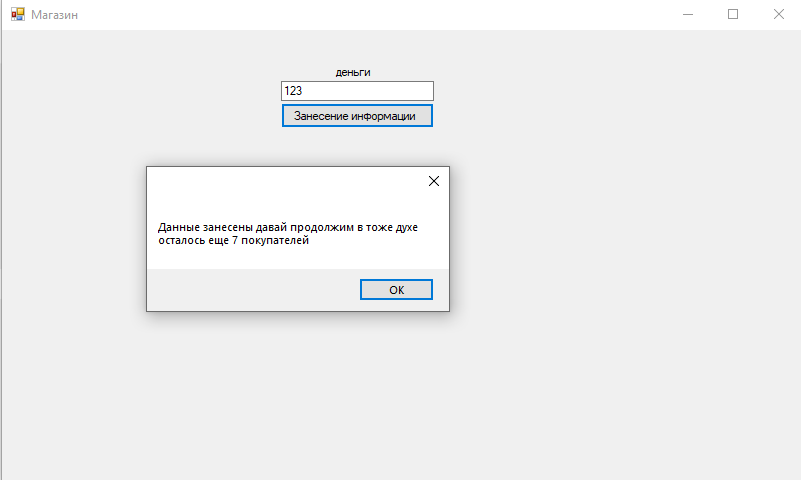 Магазин
деньги
123
Занесение информации
Данные занесены давай продолжим в тоже духе
осталось еще 7 покупателей
OK